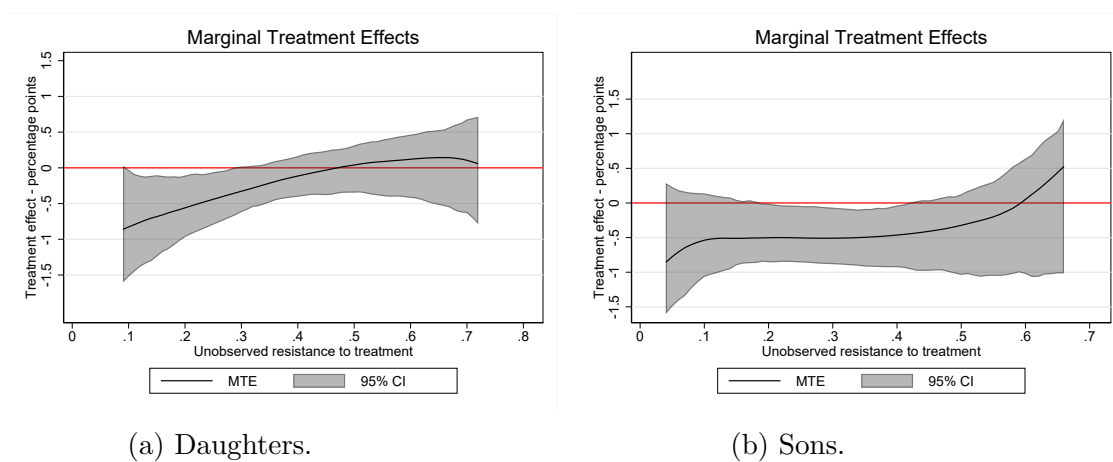 Marginal Treatment Effects
Treatment effect - percentage points
1.5
1
.5
0
-.5
-1
-1.5
0 .1 .2 .3 .4 .5 .6 .7 .8
Unobserved resistance to treatment
MTE 95% CI
(a) Daughters.
Marginal Treatment Effects
Treatment effect - percentage points
1.5
1
.5
0
-.5
-1
-1.5
0 .1 .2 .3 .4 .5 .6 .7
Unobserved resistance to treatment
MTE 95% CI
(b) Sons.